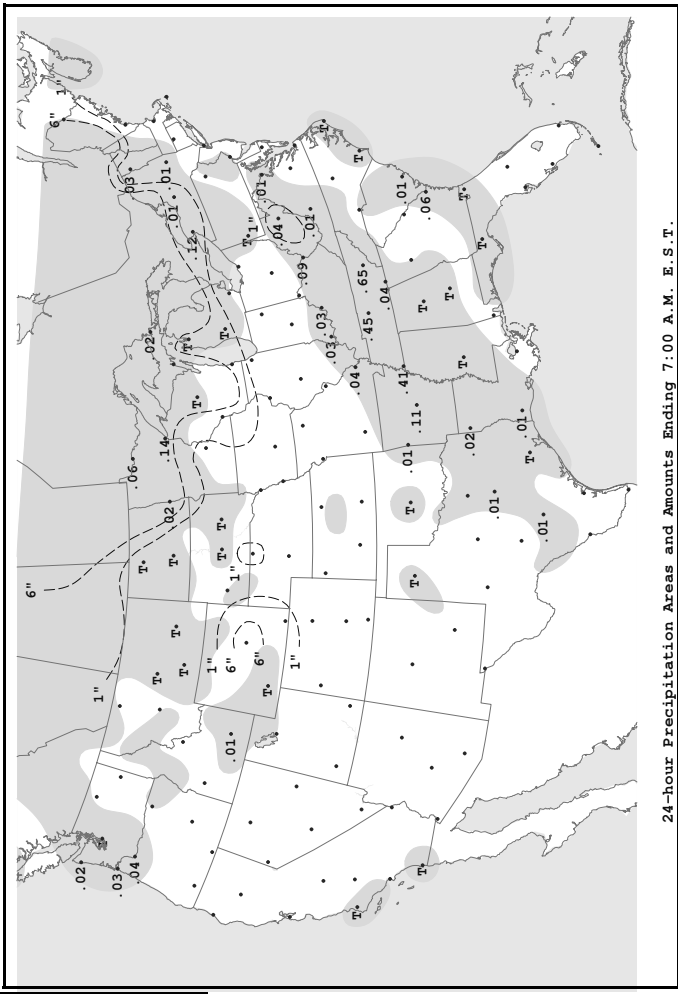 6"
6"
1"
.02
1"
.03
.06
.03
.04
T
.02
T
.14
.01
.02
T
.01
T
T
T
.12
T
1"
T
T
T
.01
6"
1"
T
1"
6"
.01
T
.04
1"
.09
.01
.03
T
.03
.04
T
T
.65
.45
.04
.41
.01
.01
T
T
.11
T
T
.06
T
T
T
.02
T
.01
.01
T
.01
24-hour Precipitation Areas and Amounts Ending 7:00 A.M. E.S.T.